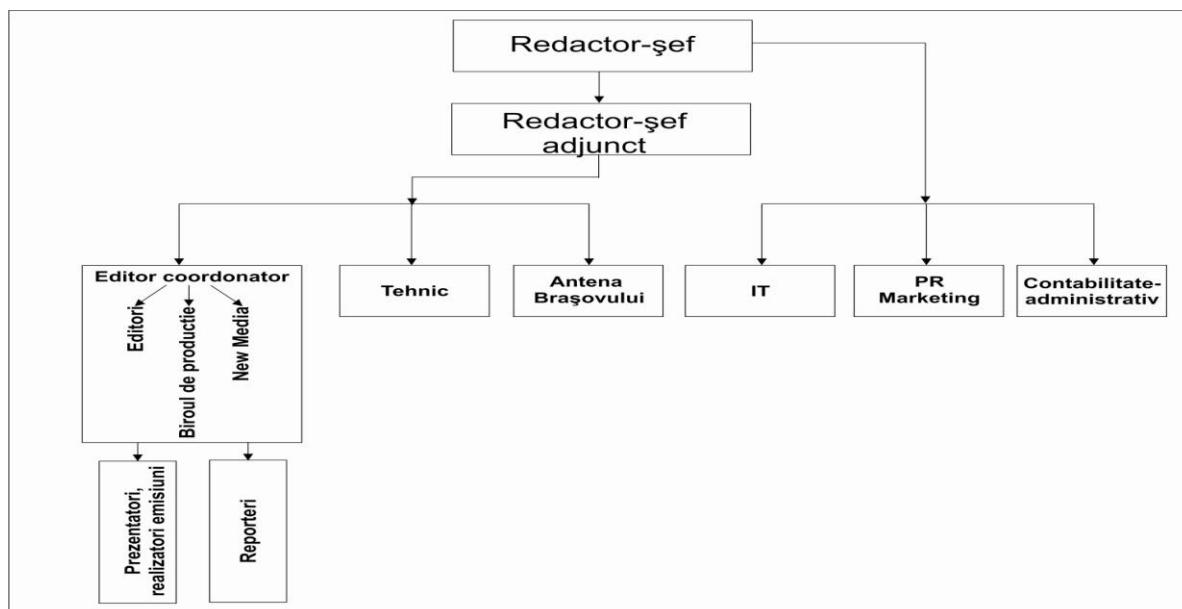 Redactor-şef
Redactor-şef
adjunct
Editor coordonator
Editori
Biroul de productie
New Media
Tehnic
Antena
Braşovului
IT
PR
Marketing
Contabilitate-
administrativ
Prezentatori,
realizatori emisiuni
Reporteri